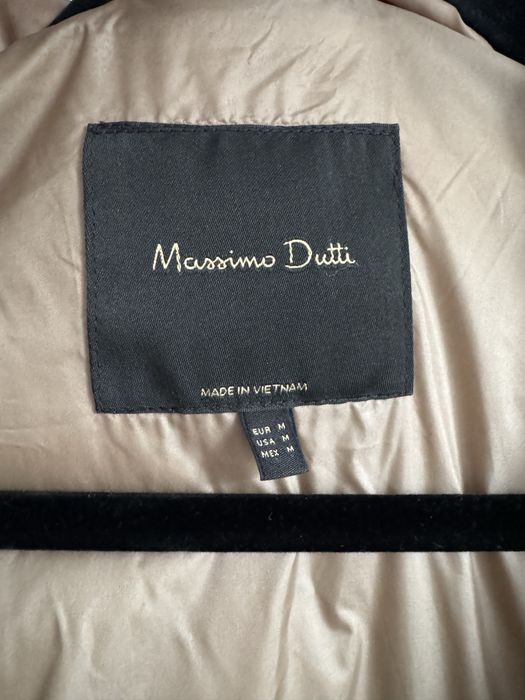 Massimo Dutti
MADE IN VIETNAM
EUR M
USA M
MEX M